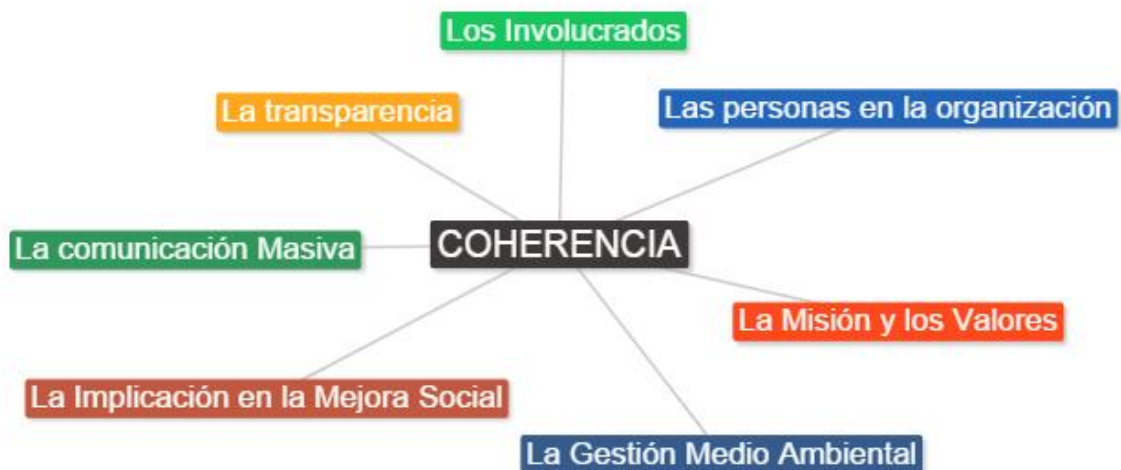 Los Involucrados
La transparencia
Las personas en la organización
La comunicación Masiva
COHERENCIA
La Misión y los Valores
La Implicación en la Mejora Social
La Gestión Medio Ambiental